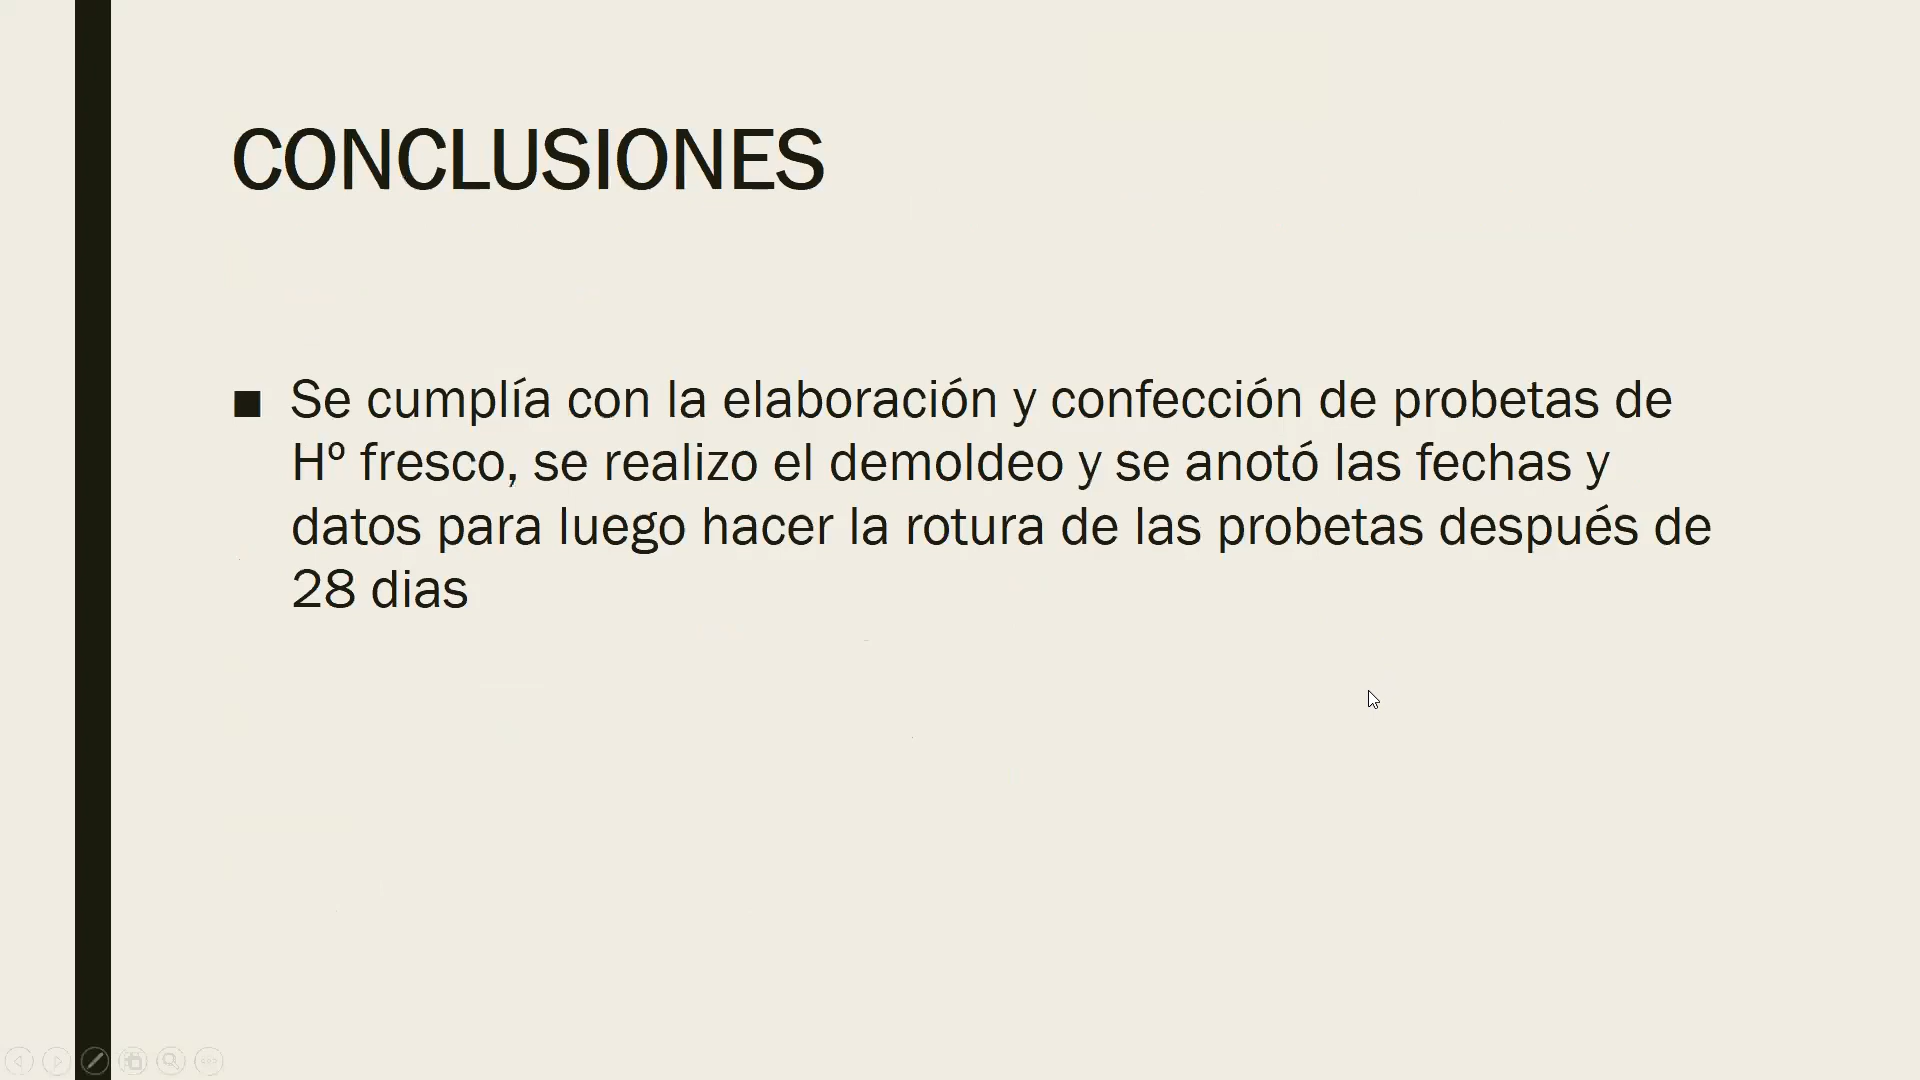 CONCLUSIONES
■ Se cumplía con la elaboración y confección de probetas de
Hº fresco, se realizo el demoldeo y se anotó las fechas y
datos para luego hacer la rotura de las probetas después de
28 dias